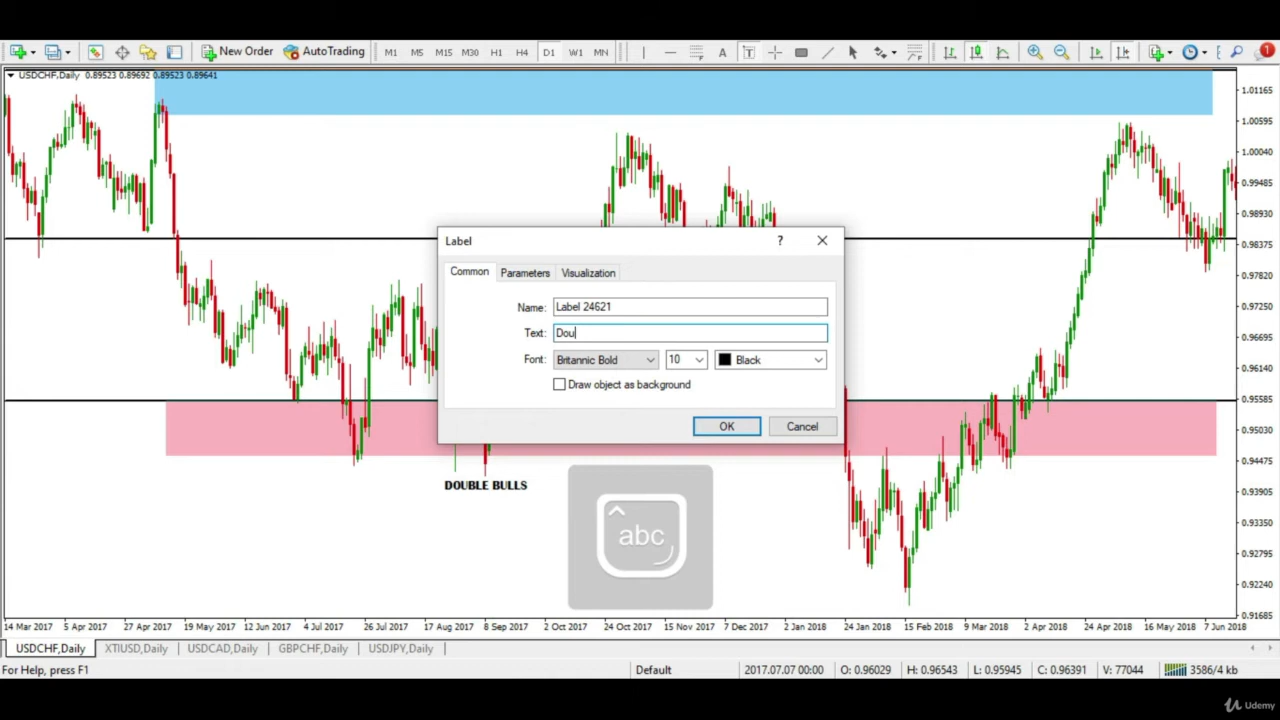 New Order
AutoTrading
M1 M5 M15 M30 H1 H4 D1 W1 MN
A T
1
USDCHF,Daily 0.89523 0.89692 0.89523 0.89641
1.01165
1.00595
1.00040
0.99485
0.98930
0.98375
0.97820
0.97250
0.96695
0.96140
0.95585
0.95030
0.94475
0.93905
0.93350
0.92795
0.92240
0.91685
Label
?
Common Parameters Visualization
Name: Label 24621
Text: Dou
Font: Britannic Bold 10 Black
Draw object as background
OK Cancel
DOUBLE BULLS
abc
14 Mar 2017 5 Apr 2017 27 Apr 2017 19 May 2017 12 Jun 2017 4 Jul 2017 26 Jul 2017 17 Aug 2017 8 Sep 2017 2 Oct 2017 24 Oct 2017 15 Nov 2017 7 Dec 2017 2 Jan 2018 24 Jan 2018 15 Feb 2018 9 Mar 2018 2 Apr 2018 24 Apr 2018 16 May 2018 7 Jun 2018
USDCHF,Daily XTIUSD,Daily USDCAD,Daily GBPCHF,Daily USDJPY,Daily
For Help, press F1 Default 2017.07.07 00:00 O: 0.96029 H: 0.96543 L: 0.95945 C: 0.96391 V: 77044 3586/4 kb
Udemy